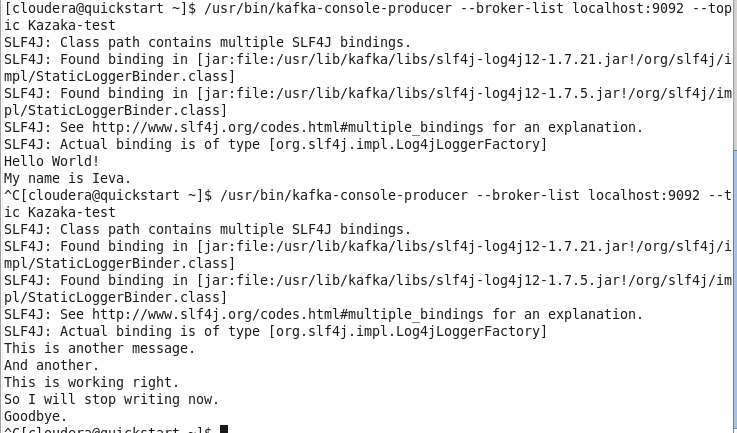 [cloudera@quickstart ~]$ /usr/bin/kafka-console-producer --broker-list localhost:9092 --top
ic Kazaka-test
SLF4J: Class path contains multiple SLF4J bindings.
SLF4J: Found binding in [jar:file:/usr/lib/kafka/libs/slf4j-log4j12-1.7.21.jar!/org/slf4j/i
mpl/StaticLoggerBinder.class]
SLF4J: Found binding in [jar:file:/usr/lib/kafka/libs/slf4j-log4j12-1.7.5.jar!/org/slf4j/im
pl/StaticLoggerBinder.class]
SLF4J: See http://www.slf4j.org/codes.html#multiple_bindings for an explanation.
SLF4J: Actual binding is of type [org.slf4j.impl.Log4jLoggerFactory]
Hello World!
My name is Ieva.
^C[cloudera@quickstart ~]$ /usr/bin/kafka-console-producer --broker-list localhost:9092 --t
ic Kazaka-test
SLF4J: Class path contains multiple SLF4J bindings.
SLF4J: Found binding in [jar:file:/usr/lib/kafka/libs/slf4j-log4j12-1.7.21.jar!/org/slf4j/i
mpl/StaticLoggerBinder.class]
SLF4J: Found binding in [jar:file:/usr/lib/kafka/libs/slf4j-log4j12-1.7.5.jar!/org/slf4j/im
pl/StaticLoggerBinder.class]
SLF4J: See http://www.slf4j.org/codes.html#multiple_bindings for an explanation.
SLF4J: Actual binding is of type [org.slf4j.impl.Log4jLoggerFactory]
This is another message.
And another.
This is working right.
So I will stop writing now.
Goodbye.
^C[cloudera@quickstart ~]$